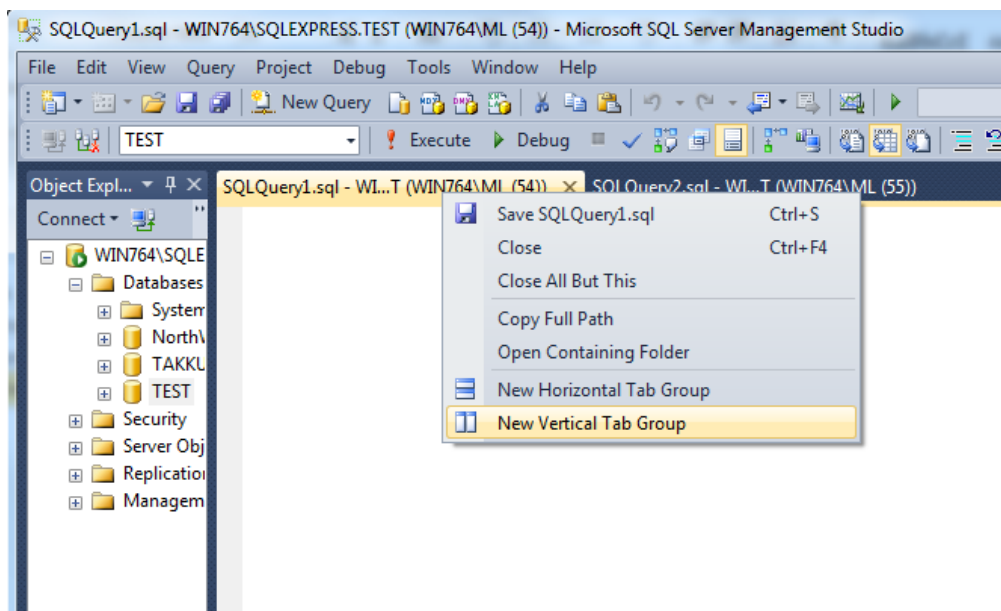 SQLQuery1.sql - WIN764\SQLEXPRESS.TEST (WIN764\ML (54)) - Microsoft SQL Server Management Studio
File Edit View Query Project Debug Tools Window Help
New Query
TEST Execute Debug
Object Expl... SQLQuery1.sql - WI...T (WIN764\ML (54)) SQLQuery2.sql - WI...T (WIN764\ML (55))
Connect
Save SQLQuery1.sql Ctrl+S
Close Ctrl+F4
Close All But This
Copy Full Path
Open Containing Folder
New Horizontal Tab Group
New Vertical Tab Group
WIN764\SQLE
Databases
System
North
TAKKU
TEST
Security
Server Obj
Replication
Managem